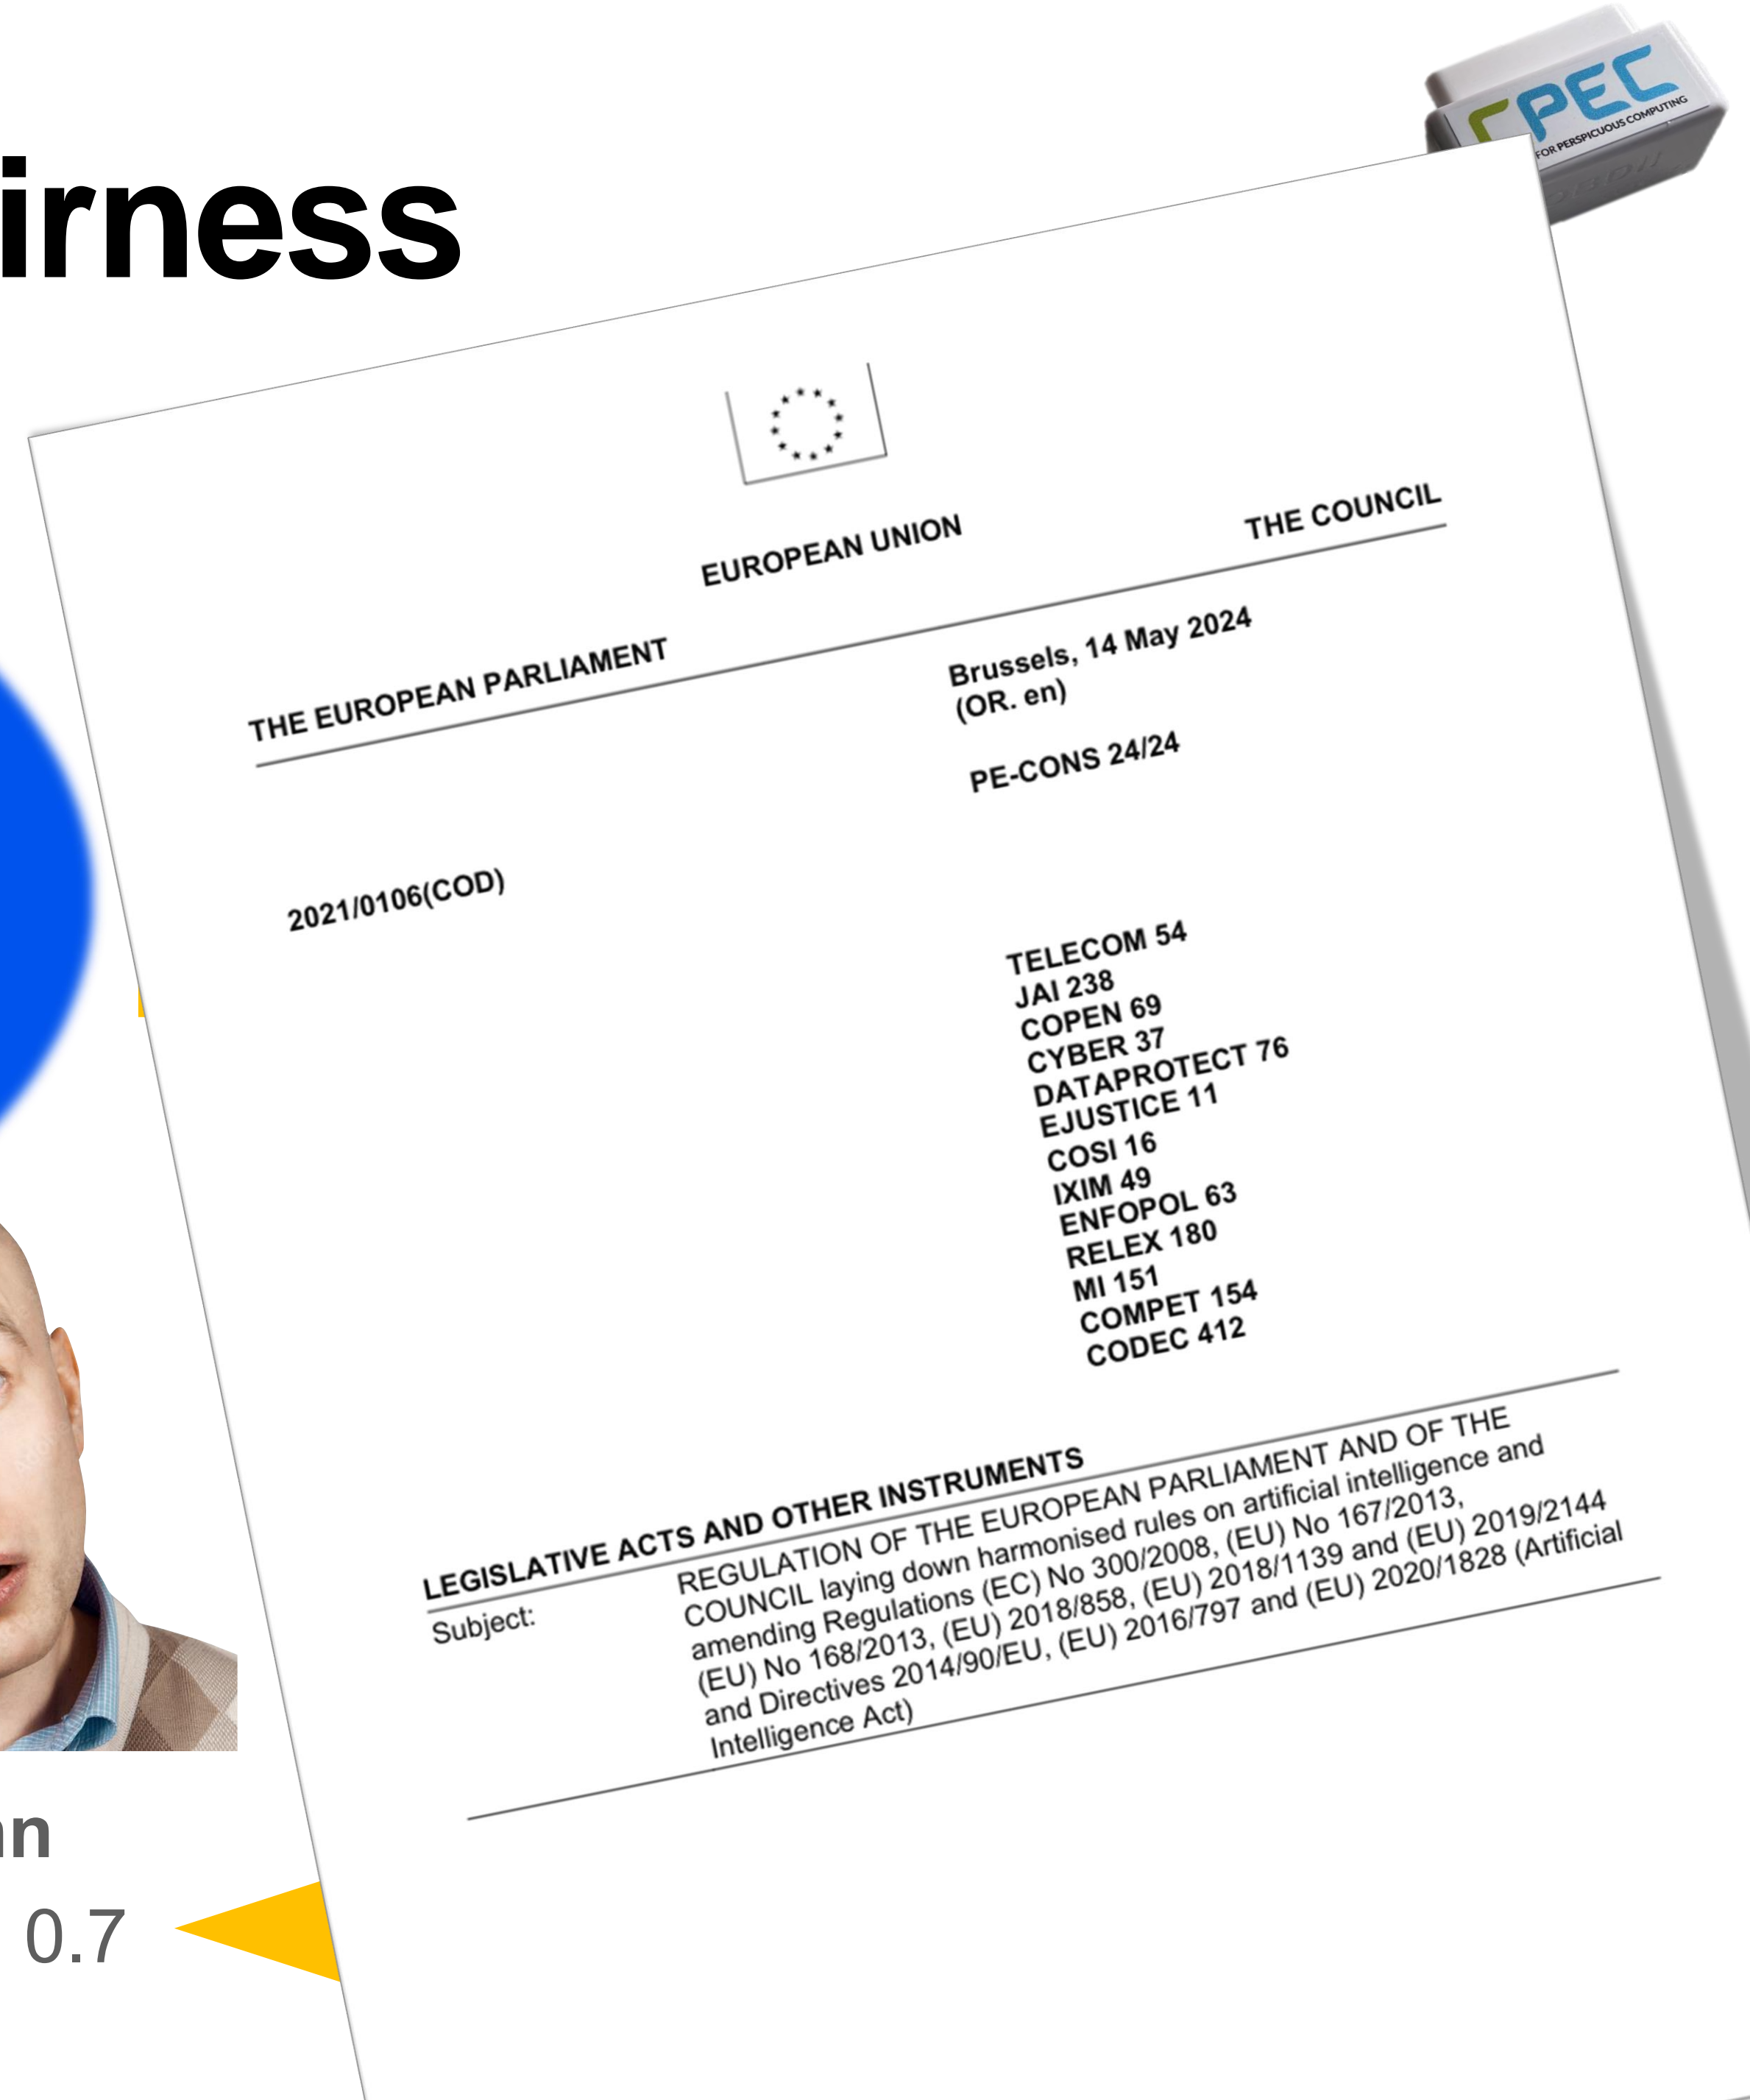 irness
CPEC
FOR PERSPICUOUS COMPUTING
OBDII
EUROPEAN UNION
THE EUROPEAN PARLIAMENT
THE COUNCIL
Brussels, 14 May 2024
(OR. en)
PE-CONS 24/24
2021/0106(COD)
TELECOM 54
JAI 238
COPEN 69
CYBER 37
DATAPROTECT 76
EJUSTICE 11
COSI 16
IXIM 49
ENFOPOL 63
RELEX 180
MI 151
COMPET 154
CODEC 412
LEGISLATIVE ACTS AND OTHER INSTRUMENTS
Subject:
REGULATION OF THE EUROPEAN PARLIAMENT AND OF THE
COUNCIL laying down harmonised rules on artificial intelligence and
amending Regulations (EC) No 300/2008, (EU) No 167/2013,
(EU) No 168/2013, (EU) 2018/858, (EU) 2018/1139 and (EU) 2019/2144
and Directives 2014/90/EU, (EU) 2016/797 and (EU) 2020/1828 (Artificial
Intelligence Act)
n
0.7